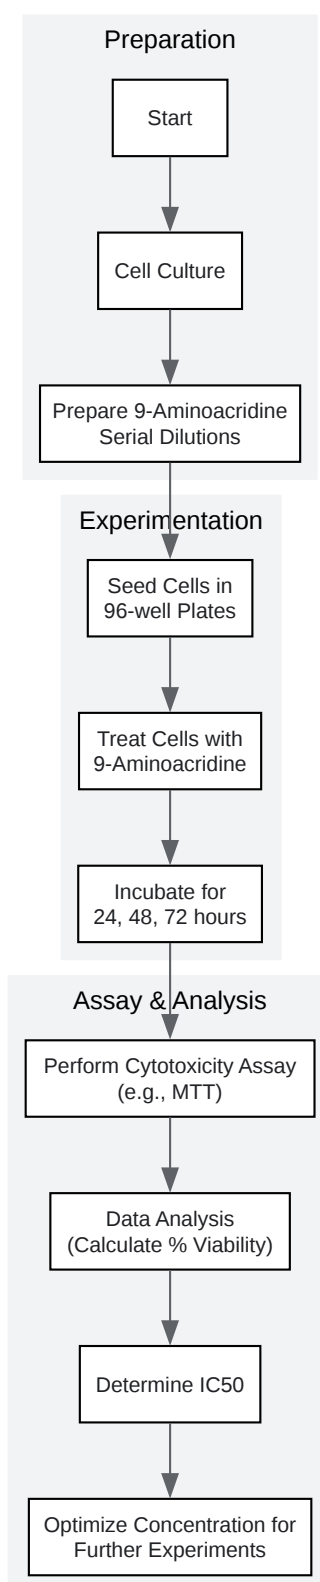 Preparation
Start
Cell Culture
Prepare 9-Aminoacridine
Serial Dilutions
Experimentation
Seed Cells in
96-well Plates
Treat Cells with
9-Aminoacridine
Incubate for
24, 48, 72 hours
Assay & Analysis
Perform Cytotoxicity Assay
(e.g., MTT)
Data Analysis
(Calculate % Viability)
Determine IC50
Optimize Concentration for
Further Experiments